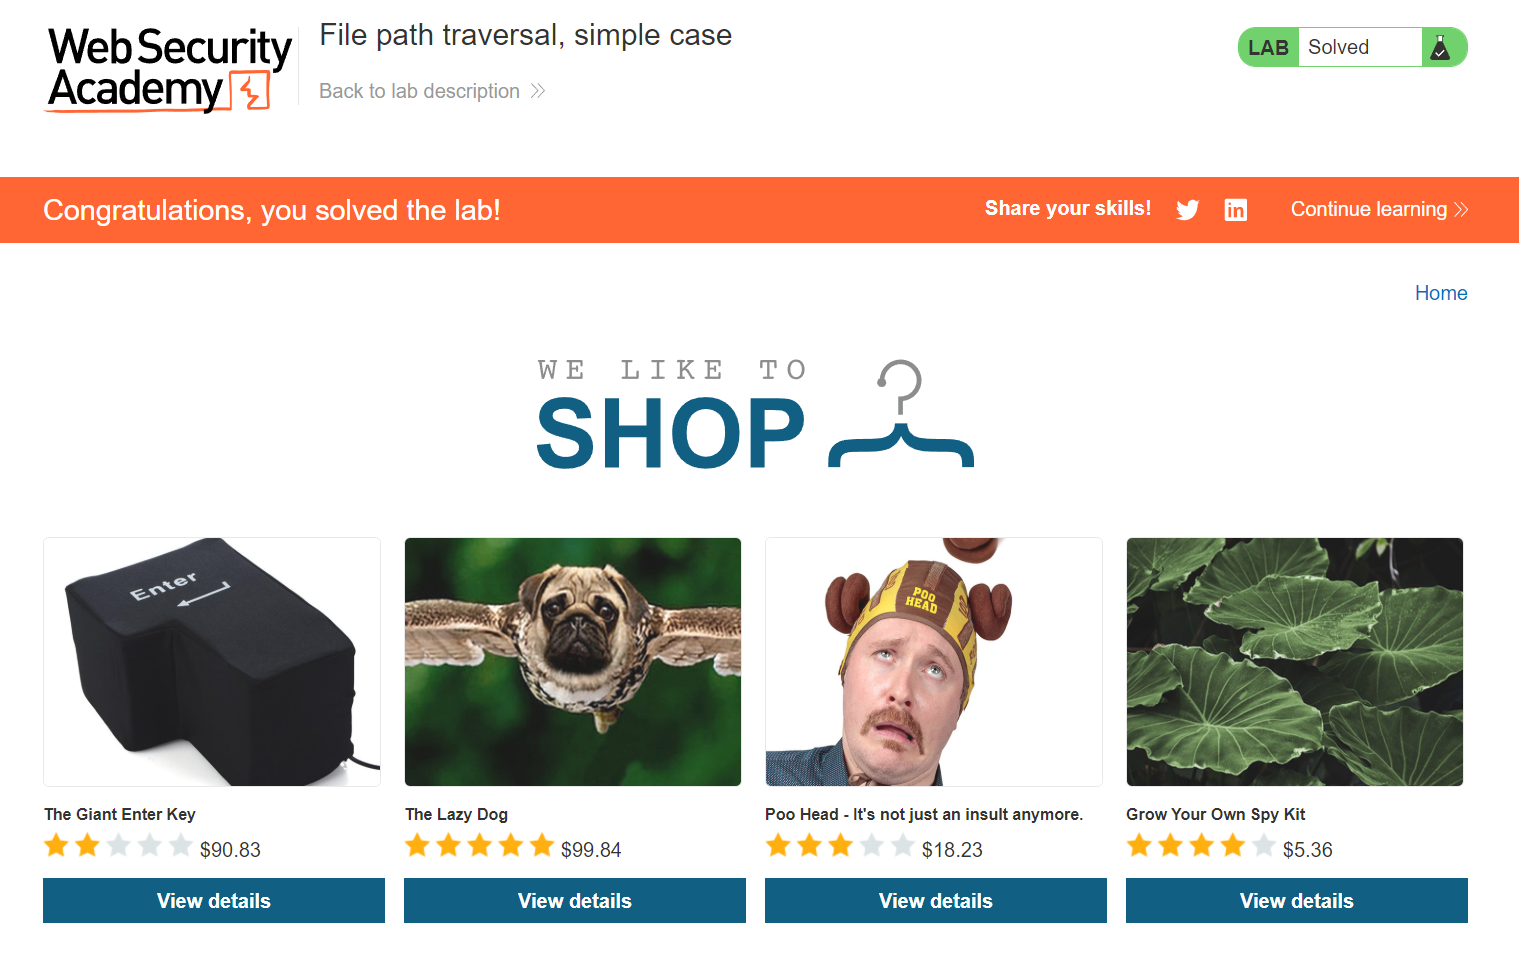 Web Security
Academy
File path traversal, simple case
Back to lab description
LAB Solved
Congratulations, you solved the lab!
Share your skills!
Continue learning
Home
WE LIKE TO
SHOP
Enter
POO
HEAD
The Giant Enter Key
$90.83
View details
The Lazy Dog
$99.84
View details
Poo Head - It's not just an insult anymore.
$18.23
View details
Grow Your Own Spy Kit
$5.36
View details